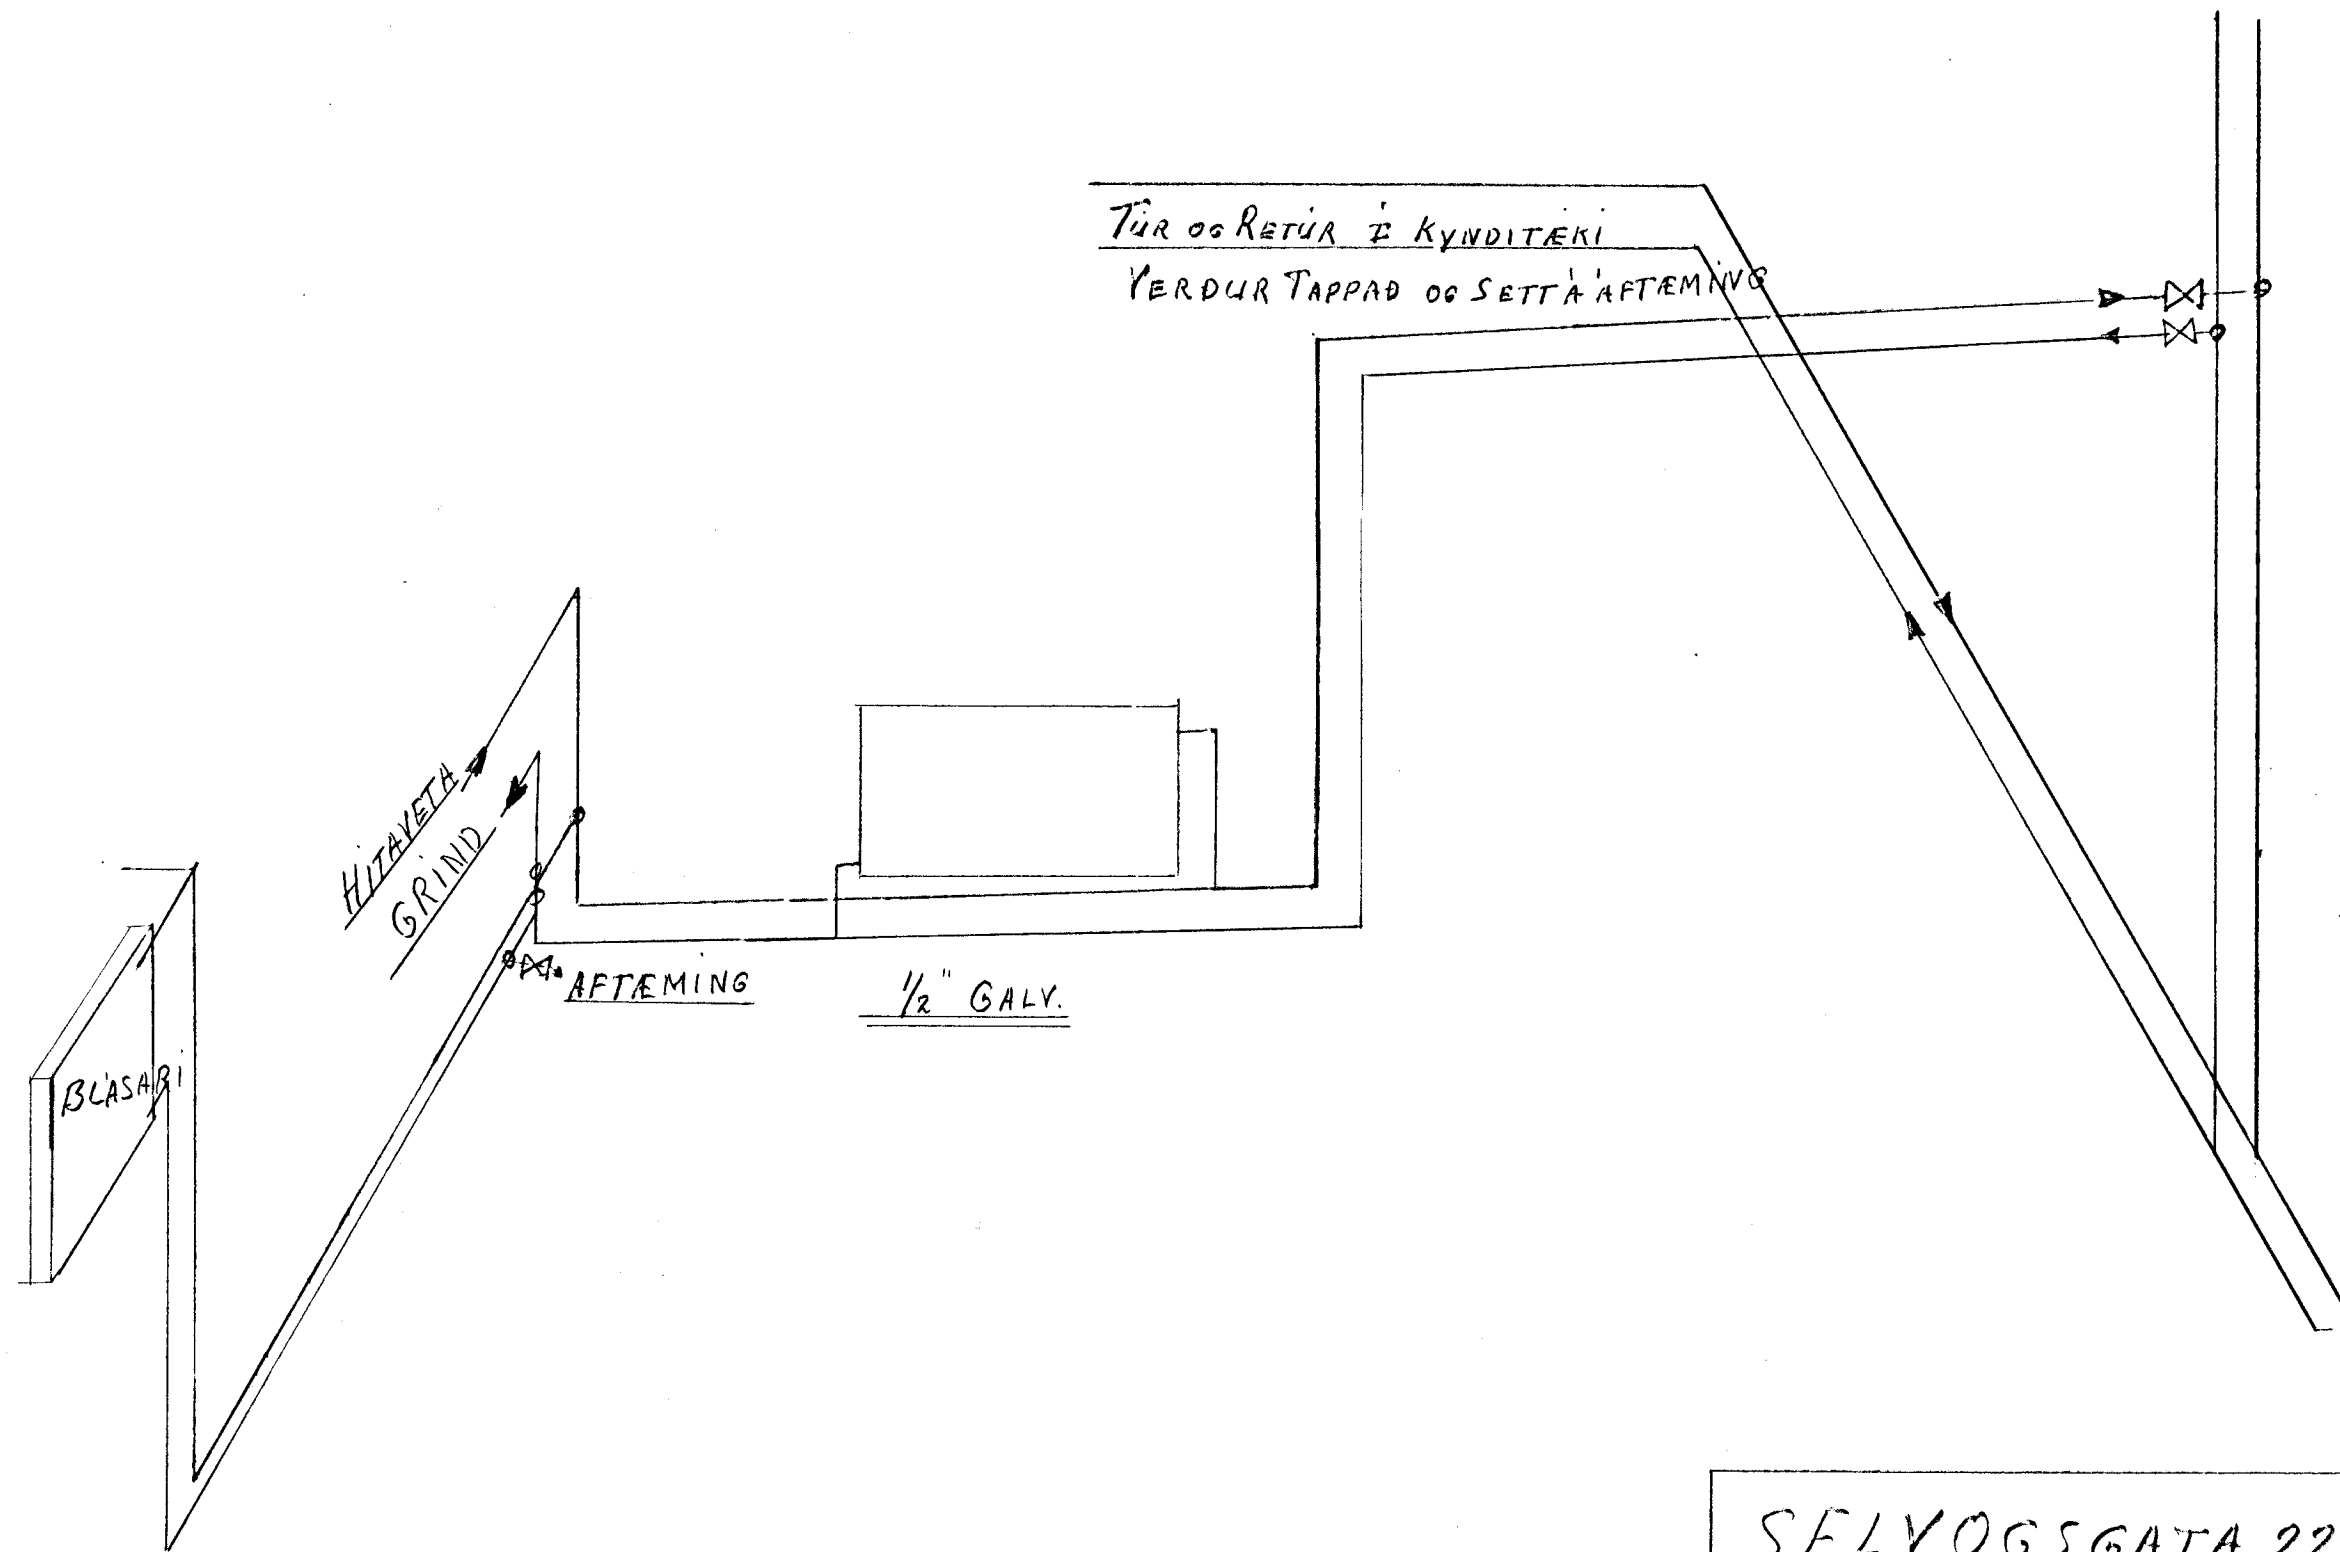 TÚR OG RETÚR Í KYNDITÆKI
VERÐUR TAPPAÐ OG SETT Á AFTÆMING
HITAVETA
GRIND
AFTÆMING
1/2" GALV.
BLÁSARI
SELVOGSGATA 22